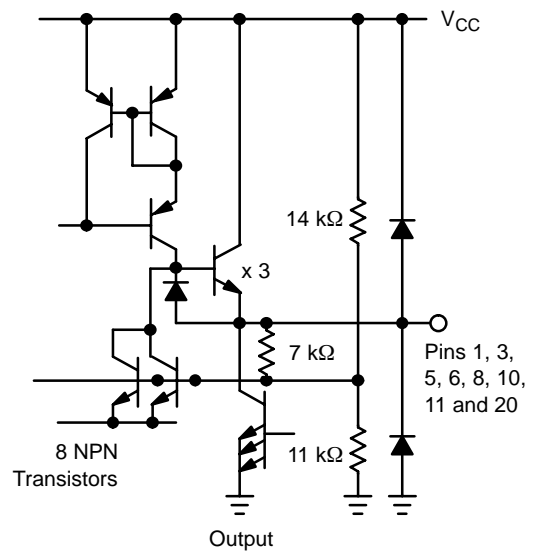 VCC
14 kΩ
x 3
7 kΩ
Pins 1, 3,
5, 6, 8, 10,
11 and 20
8 NPN
Transistors
11 kΩ
Output